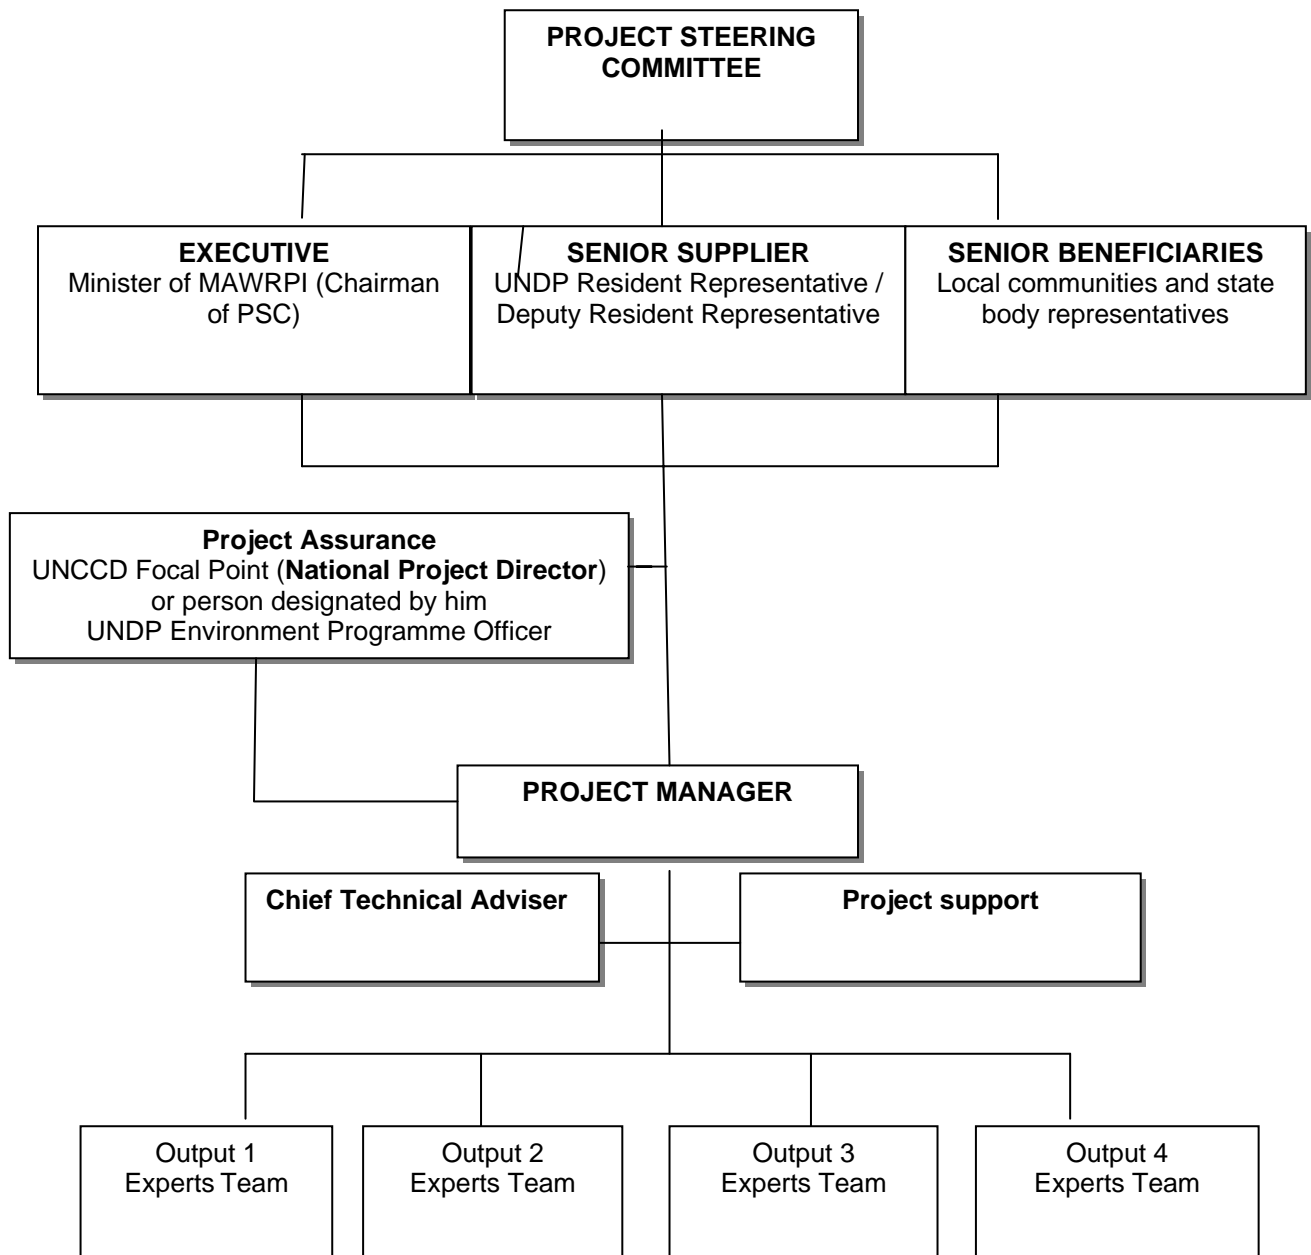 PROJECT STEERING
COMMITTEE
EXECUTIVE
Minister of MAWRPI (Chairman
of PSC)
SENIOR SUPPLIER
UNDP Resident Representative /
Deputy Resident Representative
SENIOR BENEFICIARIES
Local communities and state
body representatives
Project Assurance
UNCCD Focal Point (National Project Director)
or person designated by him
UNDP Environment Programme Officer
PROJECT MANAGER
Chief Technical Adviser
Project support
Output 1
Experts Team
Output 2
Experts Team
Output 3
Experts Team
Output 4
Experts Team